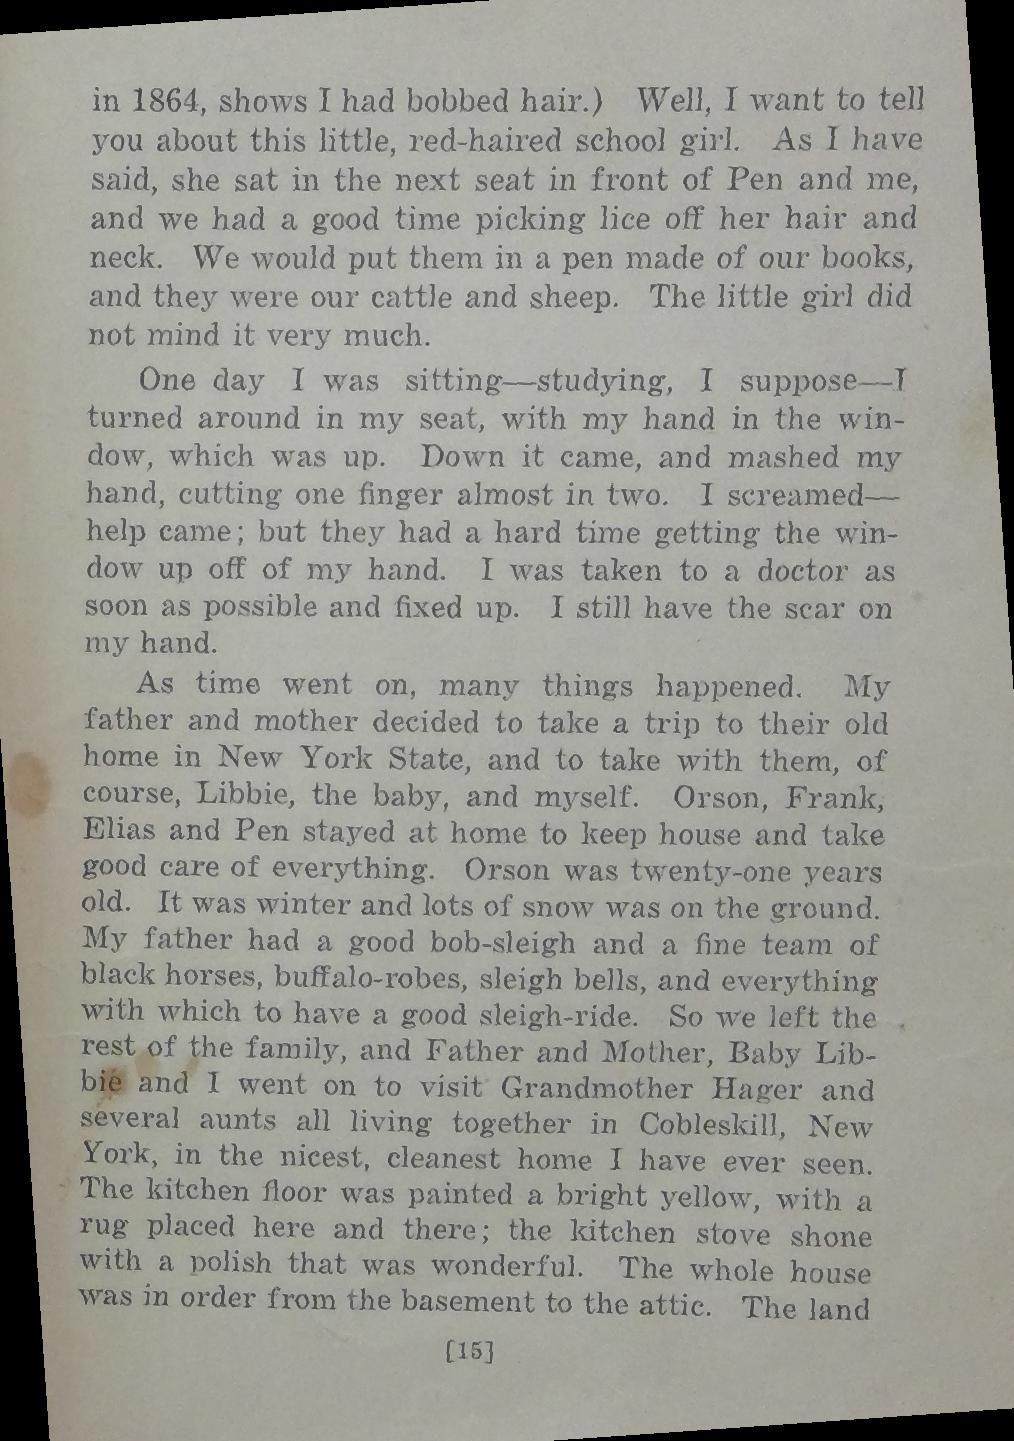 in 1864, shows I had bobbed hair.) Well, I want to tell
you about this little, red-haired school girl. As I have
said, she sat in the next seat in front of Pen and me,
and we had a good time picking lice off her hair and
neck. We would put them in a pen made of our books,
and they were our cattle and sheep. The little girl did
not mind it very much.
One day I was sitting—studying, I suppose—I
turned around in my seat, with my hand in the win-
dow, which was up. Down it came, and mashed my
hand, cutting one finger almost in two. I screamed—
help came; but they had a hard time getting the win-
dow up off of my hand. I was taken to a doctor as
soon as possible and fixed up. I still have the scar on
my hand.
As time went on, many things happened. My
father and mother decided to take a trip to their old
home in New York State, and to take with them, of
course, Libbie, the baby, and myself. Orson, Frank,
Elias and Pen stayed at home to keep house and take
good care of everything. Orson was twenty-one years
old. It was winter and lots of snow was on the ground.
My father had a good bob-sleigh and a fine team of
black horses, buffalo-robes, sleigh bells, and everything
with which to have a good sleigh-ride. So we left the
rest of the family, and Father and Mother, Baby Lib-
bie and I went on to visit Grandmother Hager and
several aunts all living together in Cobleskill, New
York, in the nicest, cleanest home I have ever seen.
The kitchen floor was painted a bright yellow, with a
rug placed here and there; the kitchen stove shone
with a polish that was wonderful. The whole house
was in order from the basement to the attic. The land
[15]